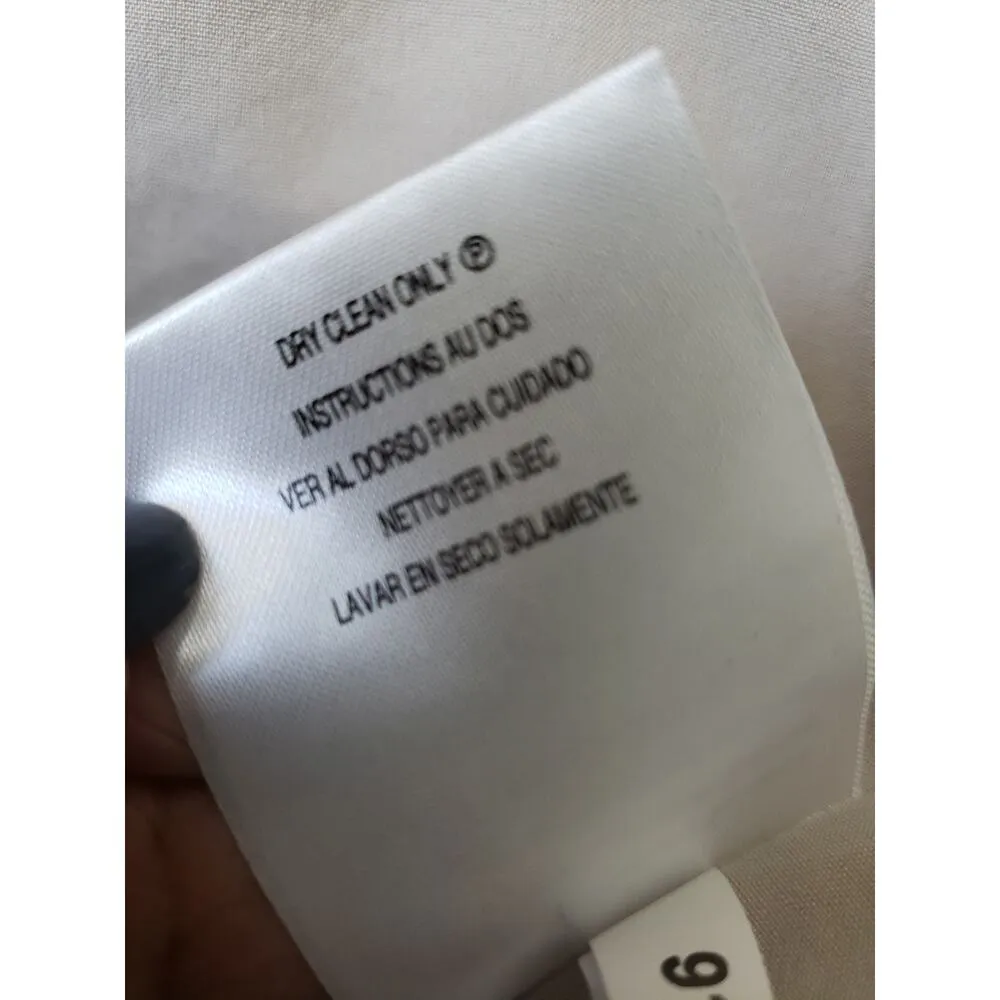 DRY CLEAN ONLY Ⓟ
INSTRUCTIONS AU DOS
VER AL DORSO PARA CUIDADO
NETTOYER A SEC
LAVAR EN SECO SOLAMENTE